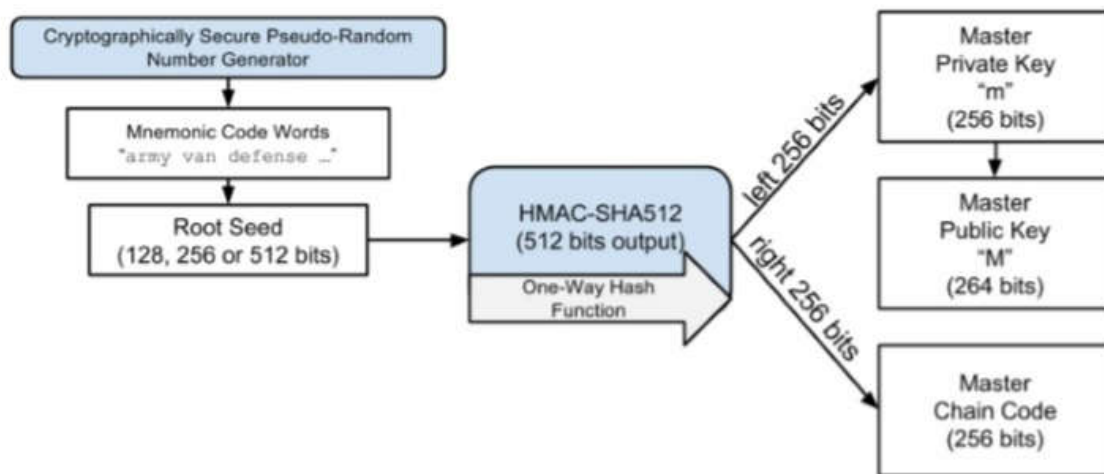 Cryptographically Secure Pseudo-Random
Number Generator
Mnemonic Code Words
"army van defense …"
Root Seed
(128, 256 or 512 bits)
HMAC-SHA512
(512 bits output)
One-Way Hash
Function
left 256 bits
right 256 bits
Master
Private Key
"m"
(256 bits)
Master
Public Key
"M"
(264 bits)
Master
Chain Code
(256 bits)